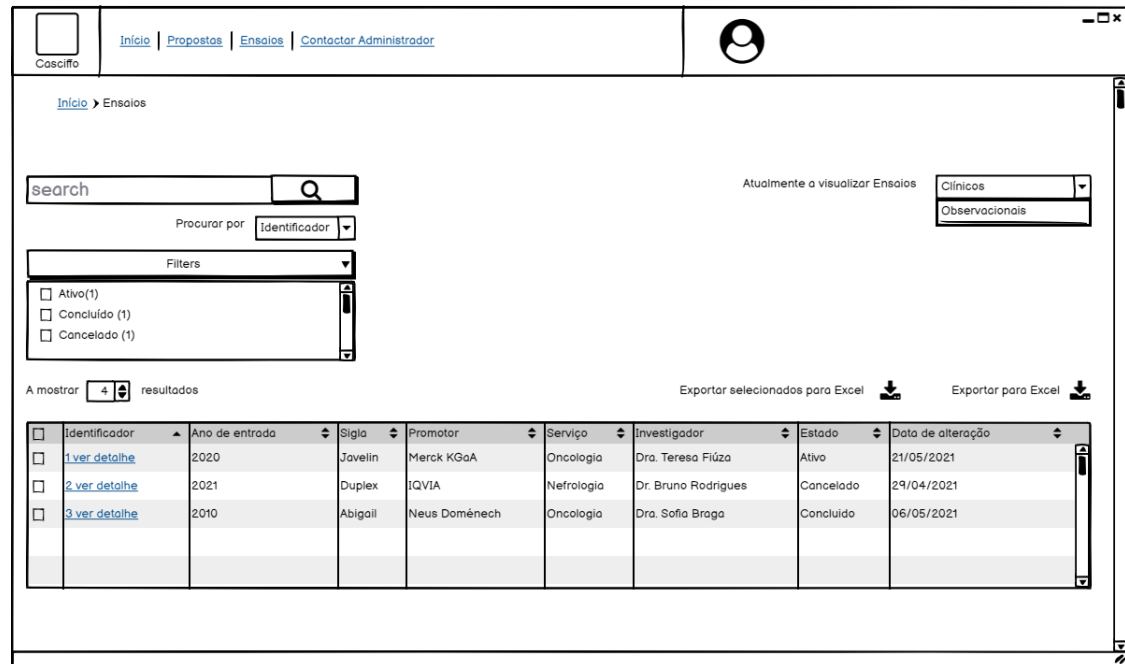 Casciffo
Início | Propostas | Ensaios | Contactar Administrador
Início > Ensaios
search
Atualmente a visualizar Ensaios Clínicos
Observacionais
Procurar por Identificador
Filters
Ativo(1)
Concluído (1)
Cancelado (1)
A mostrar 4 resultados Exportar selecionados para Excel Exportar para Excel
Identificador Ano de entrada Sigla Promotor Serviço Investigador Estado Data de alteração
1 ver detalhe 2020 Javelin Merck KGaA Oncologia Dra. Teresa Fiúza Ativo 21/05/2021
2 ver detalhe 2021 Duplex IQVIA Nefrologia Dr. Bruno Rodrigues Cancelado 29/04/2021
3 ver detalhe 2010 Abigail Neus Doménech Oncologia Dra. Sofia Braga Concluido 06/05/2021